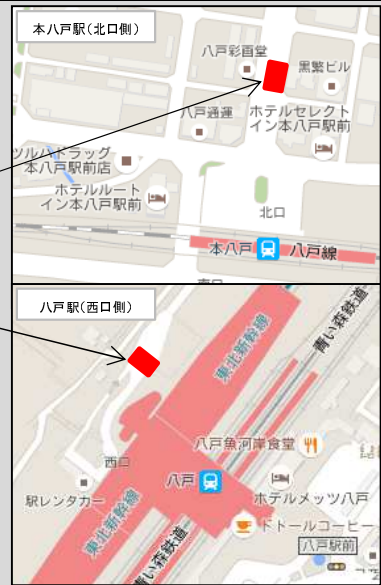 本八戸駅(北口側)
八戸彩画堂
黒繁ビル
八戸通運
ホテルセレクト
イン本八戸駅前
ツルハドラッグ
本八戸駅前店
ホテルルート
イン本八戸駅前
北口
本八戸
八戸線
八戸駅(西口側)
東北新幹線
青い森鉄道
八戸魚河岸食堂
西口
八戸
駅レンタカー
ホテルメッツ八戸
ドトールコーヒー
東北新幹線
青い森鉄道
八戸駅前